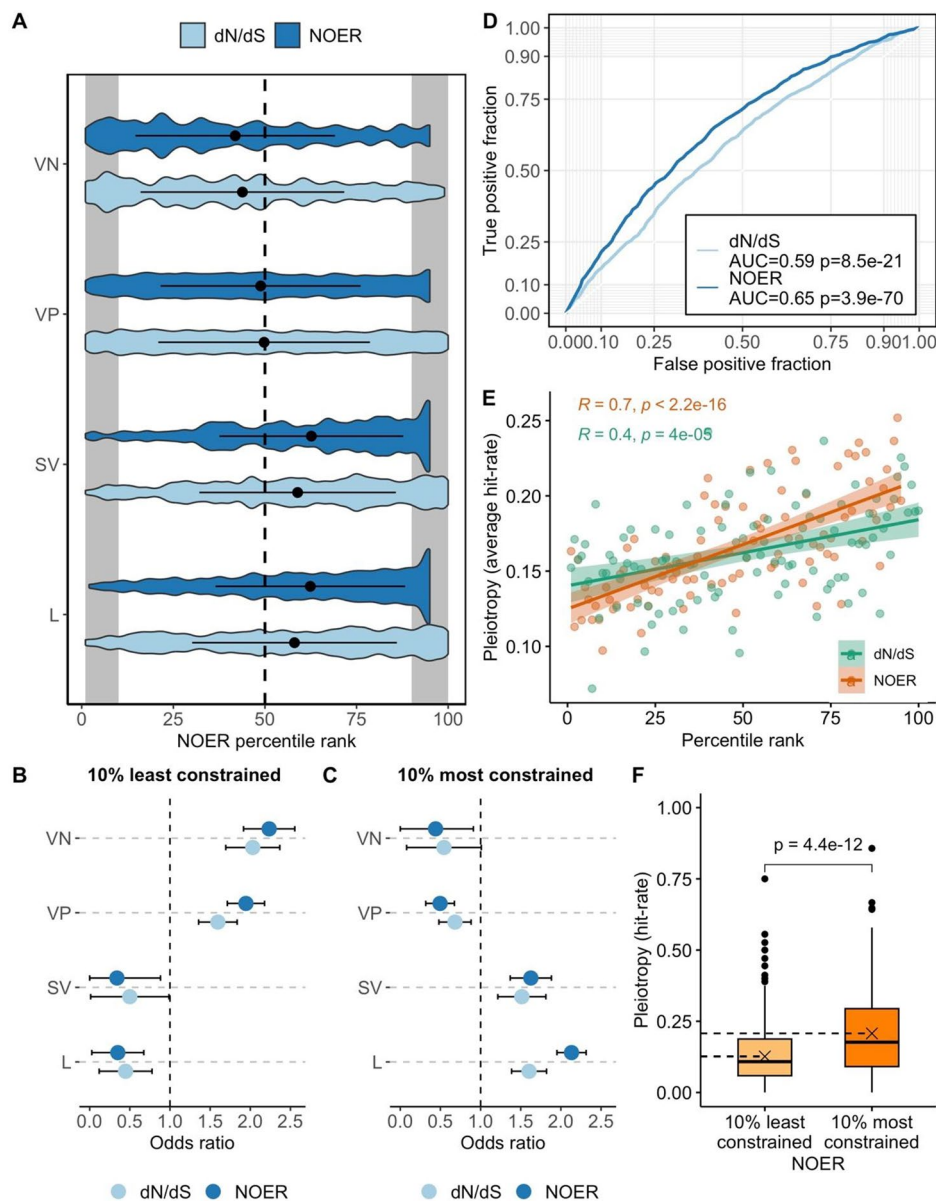 A
dN/dS NOER
VN
VP
SV
L
0 25 50 75 100
NOER percentile rank
D
1.00
0.90
0.75
0.50
0.25
0.10
0.00
True positive fraction
dN/dS
AUC=0.59 p=8.5e-21
NOER
AUC=0.65 p=3.9e-70
0.000.10 0.25 0.50 0.75 0.901.00
False positive fraction
E
R = 0.7, p < 2.2e-16
R = 0.4, p = 4e-05
0.25
0.20
0.15
0.10
Pleiotropy (average hit-rate)
dN/dS
NOER
0 25 50 75 100
Percentile rank
B 10% least constrained
VN
VP
SV
L
0.0 0.5 1.0 1.5 2.0 2.5
Odds ratio
dN/dS NOER
C 10% most constrained
VN
VP
SV
L
0.0 0.5 1.0 1.5 2.0 2.5
Odds ratio
dN/dS NOER
F
1.00
0.75
0.50
0.25
0.00
Pleiotropy (hit-rate)
p = 4.4e-12
10% least 10% most
constrained constrained
NOER